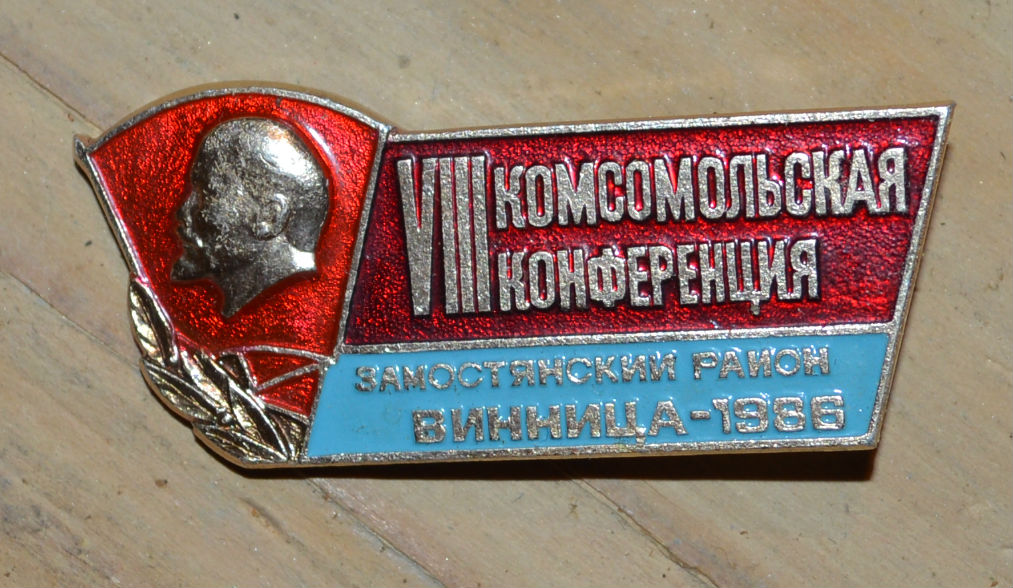 VIII КОМСОМОЛЬСКАЯ
КОНФЕРЕНЦИЯ
ЗАМОСТЯНСКИЙ РАЙОН
ВИННИЦА-1986